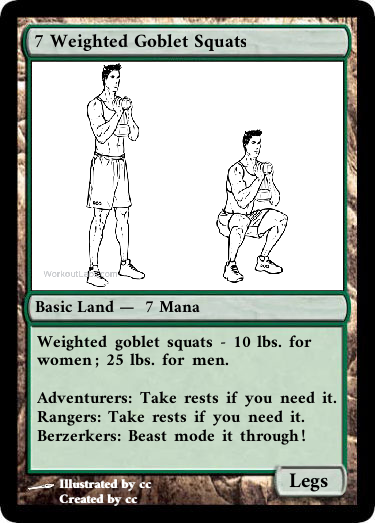 7 Weighted Goblet Squats
WorkoutLa
Basic Land — 7 Mana
Weighted goblet squats - 10 lbs. for
women; 25 lbs. for men.
Adventurers: Take rests if you need it.
Rangers: Take rests if you need it.
Berzerkers: Beast mode it through!
Legs
Illustrated by cc
Created by cc